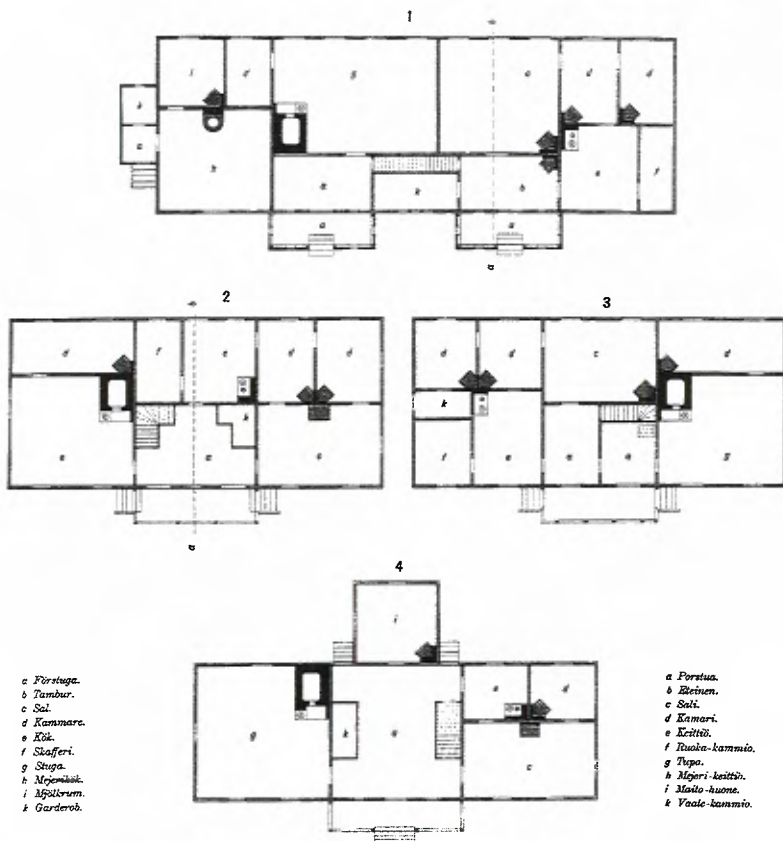 1
i
d
g
c
d
d
k
a
h
a
k
b
e
f
a
a
a
2
d
f
e
d
d
k
a
3
d
d
c
d
k
f
e
a
a
g
4
i
g
k
a
e
d
c
a Förstuga.
b Tambur.
c Sal.
d Kammare.
e Kök.
f Skafferi.
g Stuga.
h Mejerikök.
i Mjölkrum.
k Garderob.
a Porstua.
b Eteinen.
c Sali.
d Kamari.
e Keittiö.
f Ruoka-kammio.
g Tupa.
h Mejeri-keittiö.
i Maito-huone.
k Vaate-kammio.